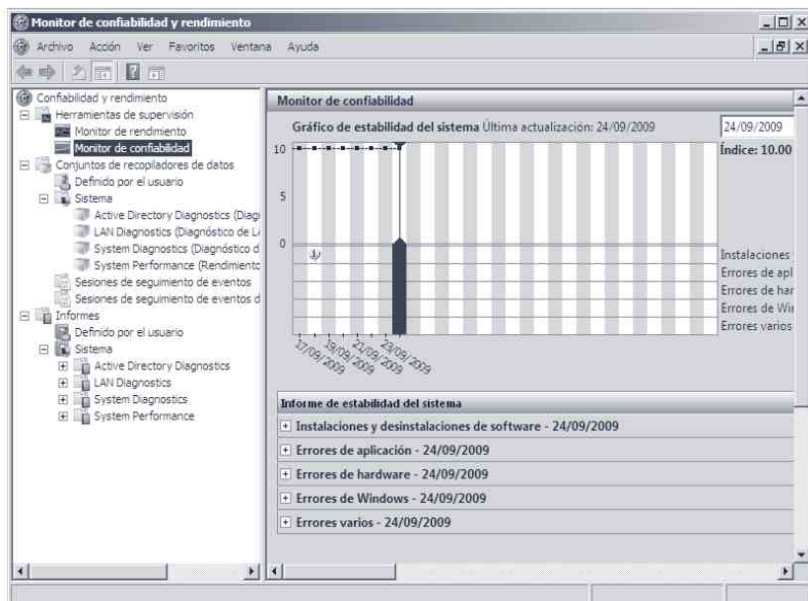 Monitor de confiabilidad y rendimiento
Archivo Acción Ver Favoritos Ventana Ayuda
Confiabilidad y rendimiento
Herramientas de supervisión
Monitor de rendimiento
Monitor de confiabilidad
Conjuntos de recopiladores de datos
Definido por el usuario
Sistema
Active Directory Diagnostics (Diag
LAN Diagnostics (Diagnóstico de L
System Diagnostics (Diagnóstico d
System Performance (Rendimiento
Sesiones de seguimiento de eventos
Sesiones de seguimiento de eventos d
Informes
Definido por el usuario
Sistema
Active Directory Diagnostics
LAN Diagnostics
System Diagnostics
System Performance
Monitor de confiabilidad
Gráfico de estabilidad del sistema Última actualización: 24/09/2009
24/09/2009
Índice: 10.00
10
5
0
Instalaciones
Errores de apl
Errores de har
Errores de Wi
Errores varios
17/09/2009
19/09/2009
21/09/2009
23/09/2009
Informe de estabilidad del sistema
Instalaciones y desinstalaciones de software - 24/09/2009
Errores de aplicación - 24/09/2009
Errores de hardware - 24/09/2009
Errores de Windows - 24/09/2009
Errores varios - 24/09/2009